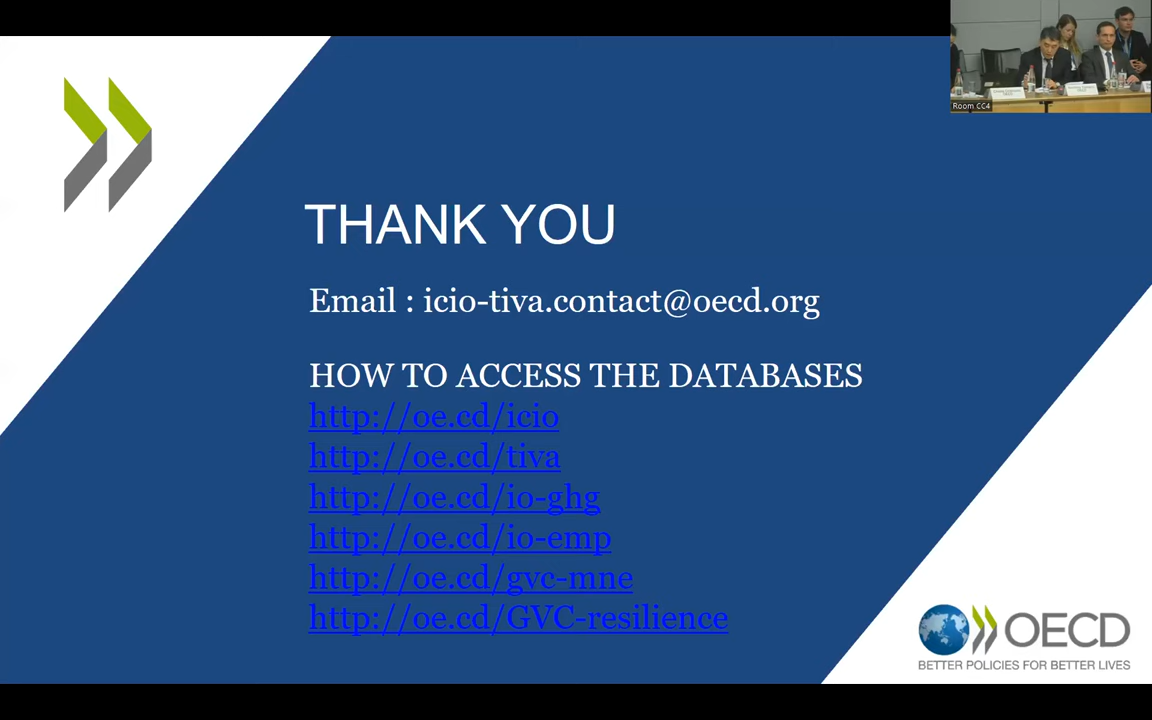 Room CC4
THANK YOU
Email : icio-tiva.contact@oecd.org
HOW TO ACCESS THE DATABASES
http://oe.cd/icio
http://oe.cd/tiva
http://oe.cd/io-ghg
http://oe.cd/io-emp
http://oe.cd/gvc-mne
http://oe.cd/GVC-resilience
OECD
BETTER POLICIES FOR BETTER LIVES